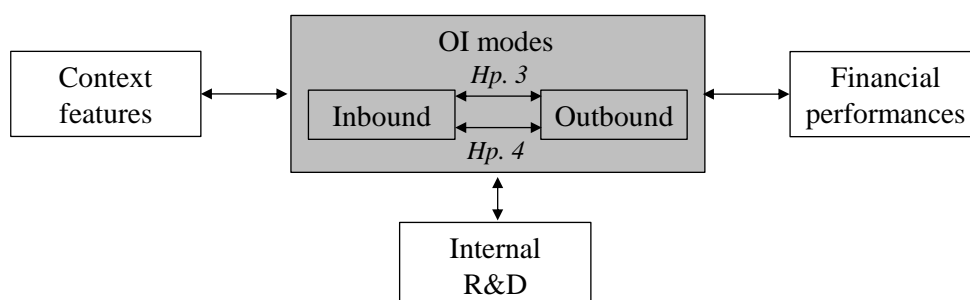 OI modes
Context
features
Hp. 3
Inbound
Outbound
Hp. 4
Financial
performances
Internal
R&D